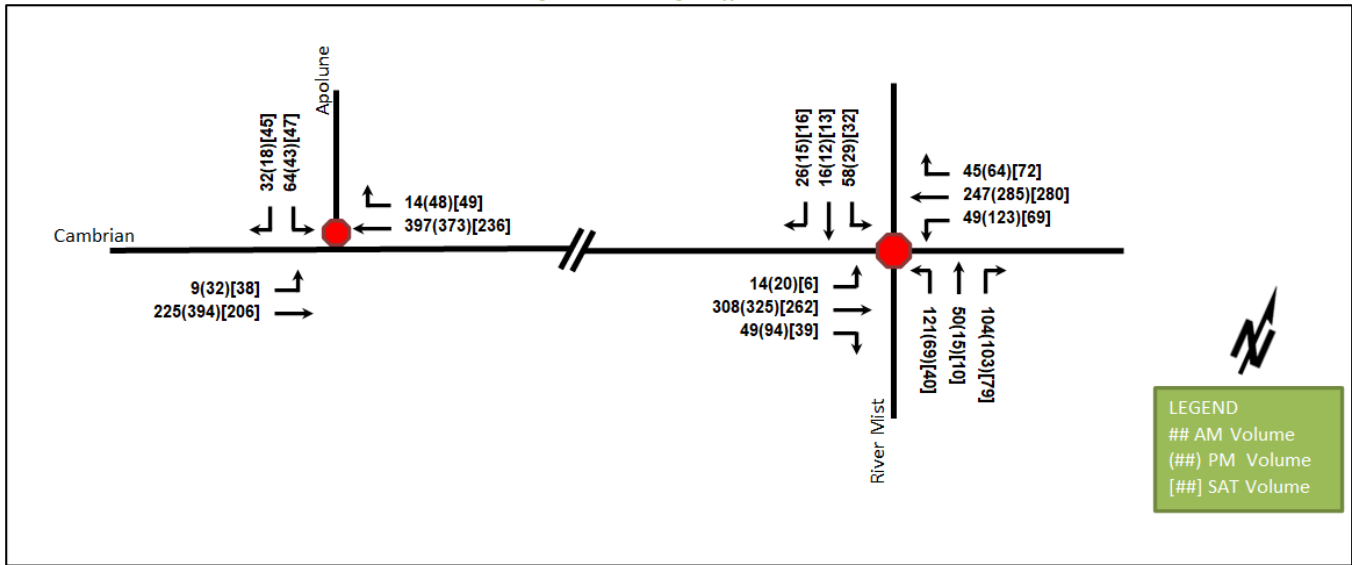 Apolune
32(18)[45]
64(43)[47]
14(48)[49]
397(373)[236]
Cambrian
9(32)[38]
225(394)[206]
26(15)[16]
16(12)[13]
58(29)[32]
45(64)[72]
247(285)[280]
49(123)[69]
14(20)[6]
308(325)[262]
49(94)[39]
121(69)[40]
50(15)[10]
104(103)[79]
River Mist
N
LEGEND
## AM Volume
(##) PM Volume
[##] SAT Volume